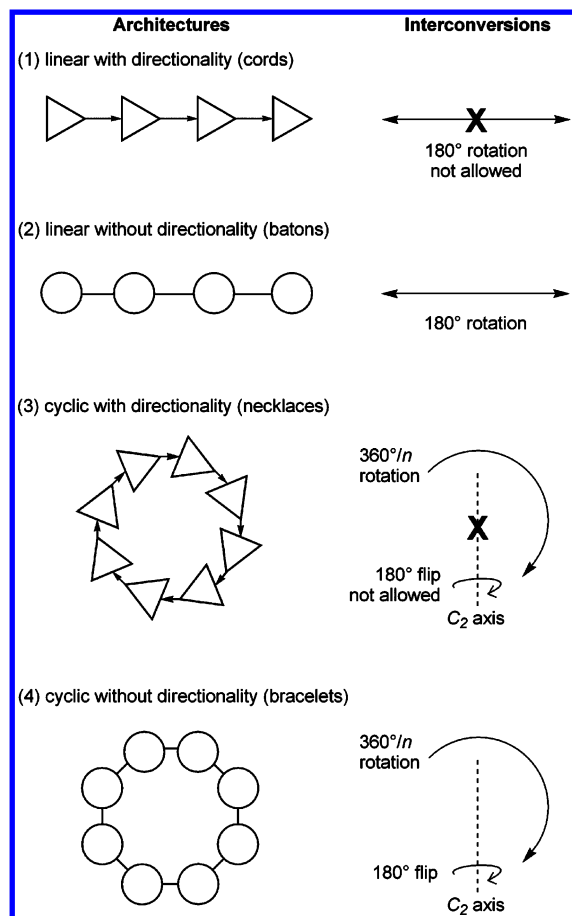 Architectures
Interconversions
(1) linear with directionality (cords)
X
180° rotation
not allowed
(2) linear without directionality (batons)
180° rotation
(3) cyclic with directionality (necklaces)
360°/n
rotation
X
180° flip
not allowed
C2 axis
(4) cyclic without directionality (bracelets)
360°/n
rotation
180° flip
C2 axis